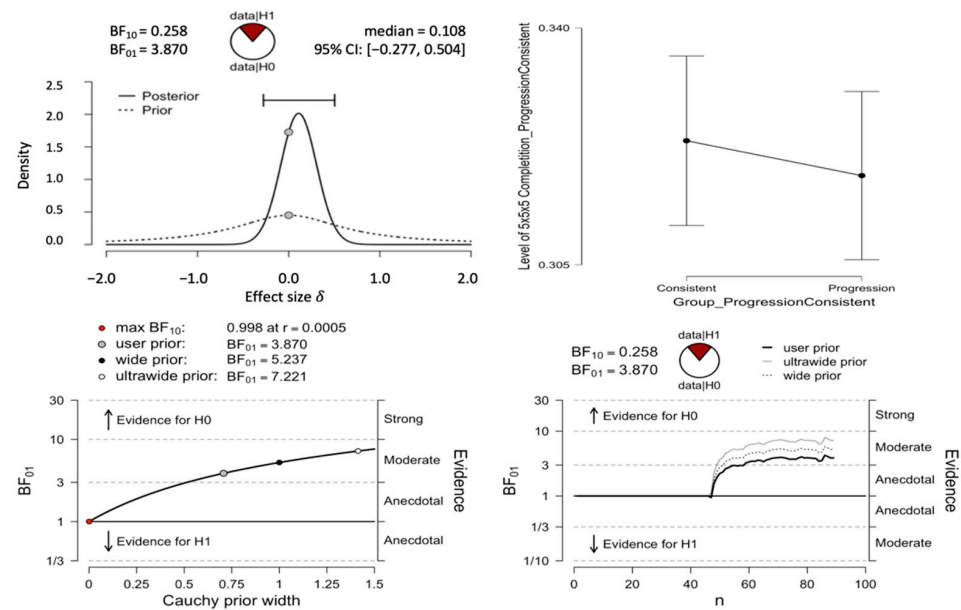 data|H1
BF₁₀ = 0.258
BF₀₁ = 3.870
data|H0
median = 0.108
95% CI: [−0.277, 0.504]
2.5
2.0
1.5
1.0
0.5
0.0
Density
Posterior
Prior
−2.0 −1.0 0.0 1.0 2.0
Effect size δ
0.340
0.305
Level of 5x5x5 Completition_ProgressionConsistent
Consistent Progression
Group_ProgressionConsistent
max BF₁₀: 0.998 at r = 0.0005
user prior: BF₀₁ = 3.870
wide prior: BF₀₁ = 5.237
ultrawide prior: BF₀₁ = 7.221
30
10
3
1
1/3
BF₀₁
Evidence for H0
Evidence for H1
Strong
Moderate
Anecdotal
Anecdotal
Evidence
0 0.25 0.5 0.75 1 1.25 1.5
Cauchy prior width
data|H1
BF₁₀ = 0.258
BF₀₁ = 3.870
data|H0
user prior
ultrawide prior
wide prior
30
10
3
1
1/3
1/10
BF₀₁
Evidence for H0
Evidence for H1
Strong
Moderate
Anecdotal
Anecdotal
Moderate
Evidence
0 20 40 60 80 100
n